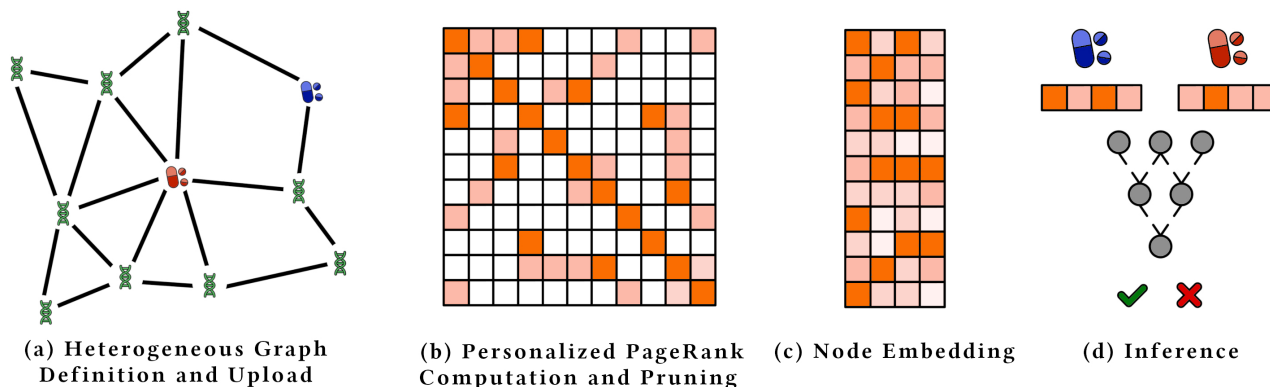 (a) Heterogeneous Graph
Definition and Upload
(b) Personalized PageRank
Computation and Pruning
(c) Node Embedding
(d) Inference